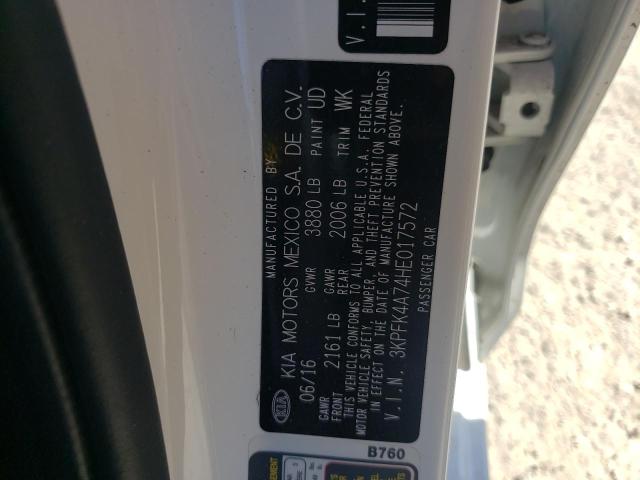 V.I.N
MANUFACTURED BY
KIA MOTORS MEXICO S.A. DE C.V.
06/16 GVWR 3880 LB PAINT UD
GAWR FRONT 2161 LB GAWR REAR 2006 LB TRIM WK
THIS VEHICLE CONFORMS TO ALL APPLICABLE U.S.A. FEDERAL
MOTOR VEHICLE SAFETY, BUMPER, AND THEFT PREVENTION STANDARDS
IN EFFECT ON THE DATE OF MANUFACTURE SHOWN ABOVE.
V.I.N. 3KPFK4A74HE017572
PASSENGER CAR
KIA
B760